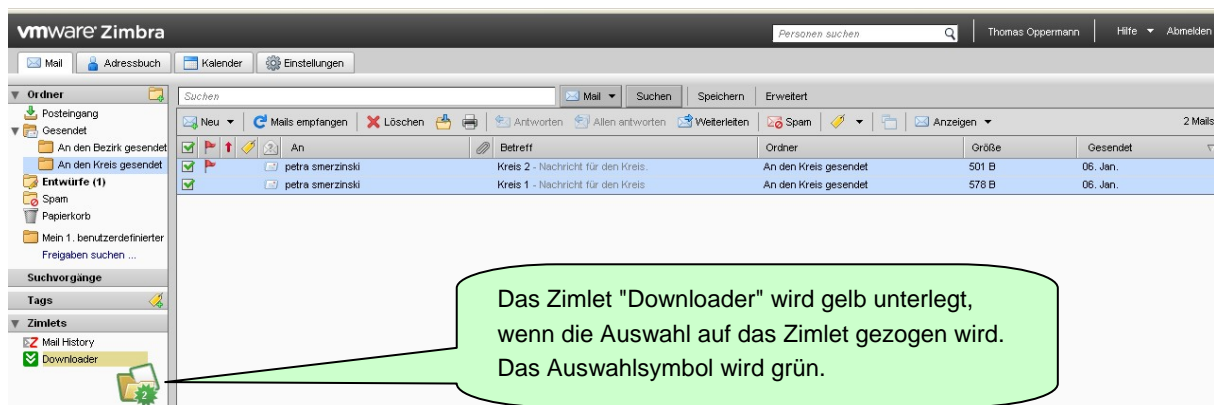 vmware® Zimbra
Personen suchen
Thomas Oppermann
Hilfe
Abmelden
Mail
Adressbuch
Kalender
Einstellungen
Ordner
Posteingang
Gesendet
An den Bezirk gesendet
An den Kreis gesendet
Entwürfe (1)
Spam
Papierkorb
Mein 1. benutzerdefinierter
Freigaben suchen ...
Suchvorgänge
Tags
Zimlets
Mail History
Downloader
2
Suchen
Mail
Suchen
Speichern
Erweitert
Neu
Mails empfangen
Löschen
Antworten
Allen antworten
Weiterleiten
Spam
Anzeigen
2 Mails
An
Betreff
Ordner
Größe
Gesendet
petra smerzinski
Kreis 2 - Nachricht für den Kreis.
An den Kreis gesendet
501 B
06. Jan.
petra smerzinski
Kreis 1 - Nachricht für den Kreis
An den Kreis gesendet
578 B
06. Jan.
Das Zimlet "Downloader" wird gelb unterlegt,
wenn die Auswahl auf das Zimlet gezogen wird.
Das Auswahlsymbol wird grün.